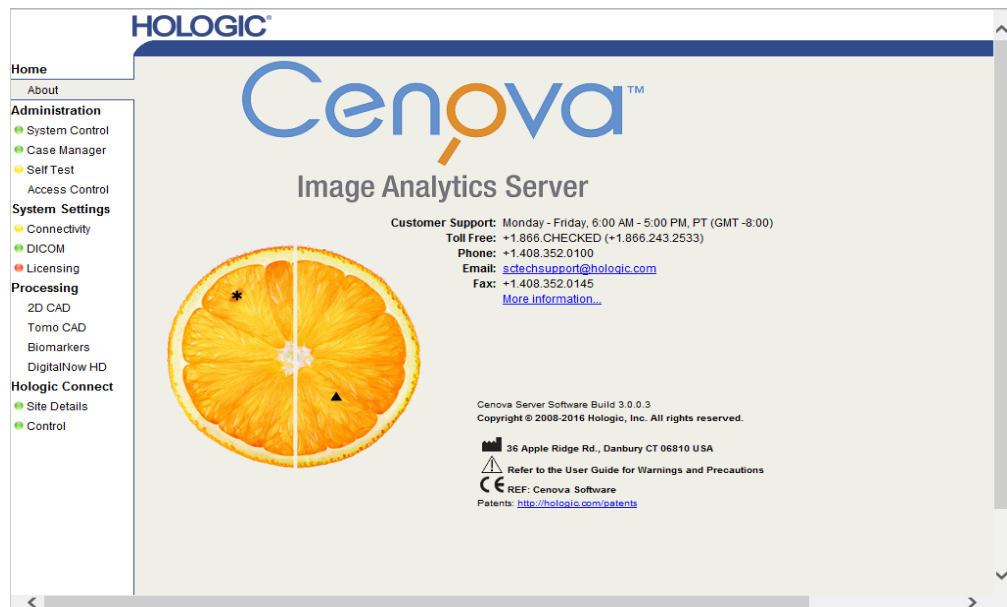 HOLOGIC®
Home
About
Administration
System Control
Case Manager
Self Test
Access Control
System Settings
Connectivity
DICOM
Licensing
Processing
2D CAD
Tomo CAD
Biomarkers
DigitalNow HD
Hologic Connect
Site Details
Control
Cenova™
Image Analytics Server
Customer Support: Monday - Friday, 6:00 AM - 5:00 PM, PT (GMT -8:00)
Toll Free: +1.866.CHECKED (+1.866.243.2533)
Phone: +1.408.352.0100
Email: sctechsupport@hologic.com
Fax: +1.408.352.0145
More information...
Cenova Server Software Build 3.0.0.3
Copyright © 2008-2016 Hologic, Inc. All rights reserved.
36 Apple Ridge Rd., Danbury CT 06810 USA
Refer to the User Guide for Warnings and Precautions
CE REF: Cenova Software
Patents: http://hologic.com/patents